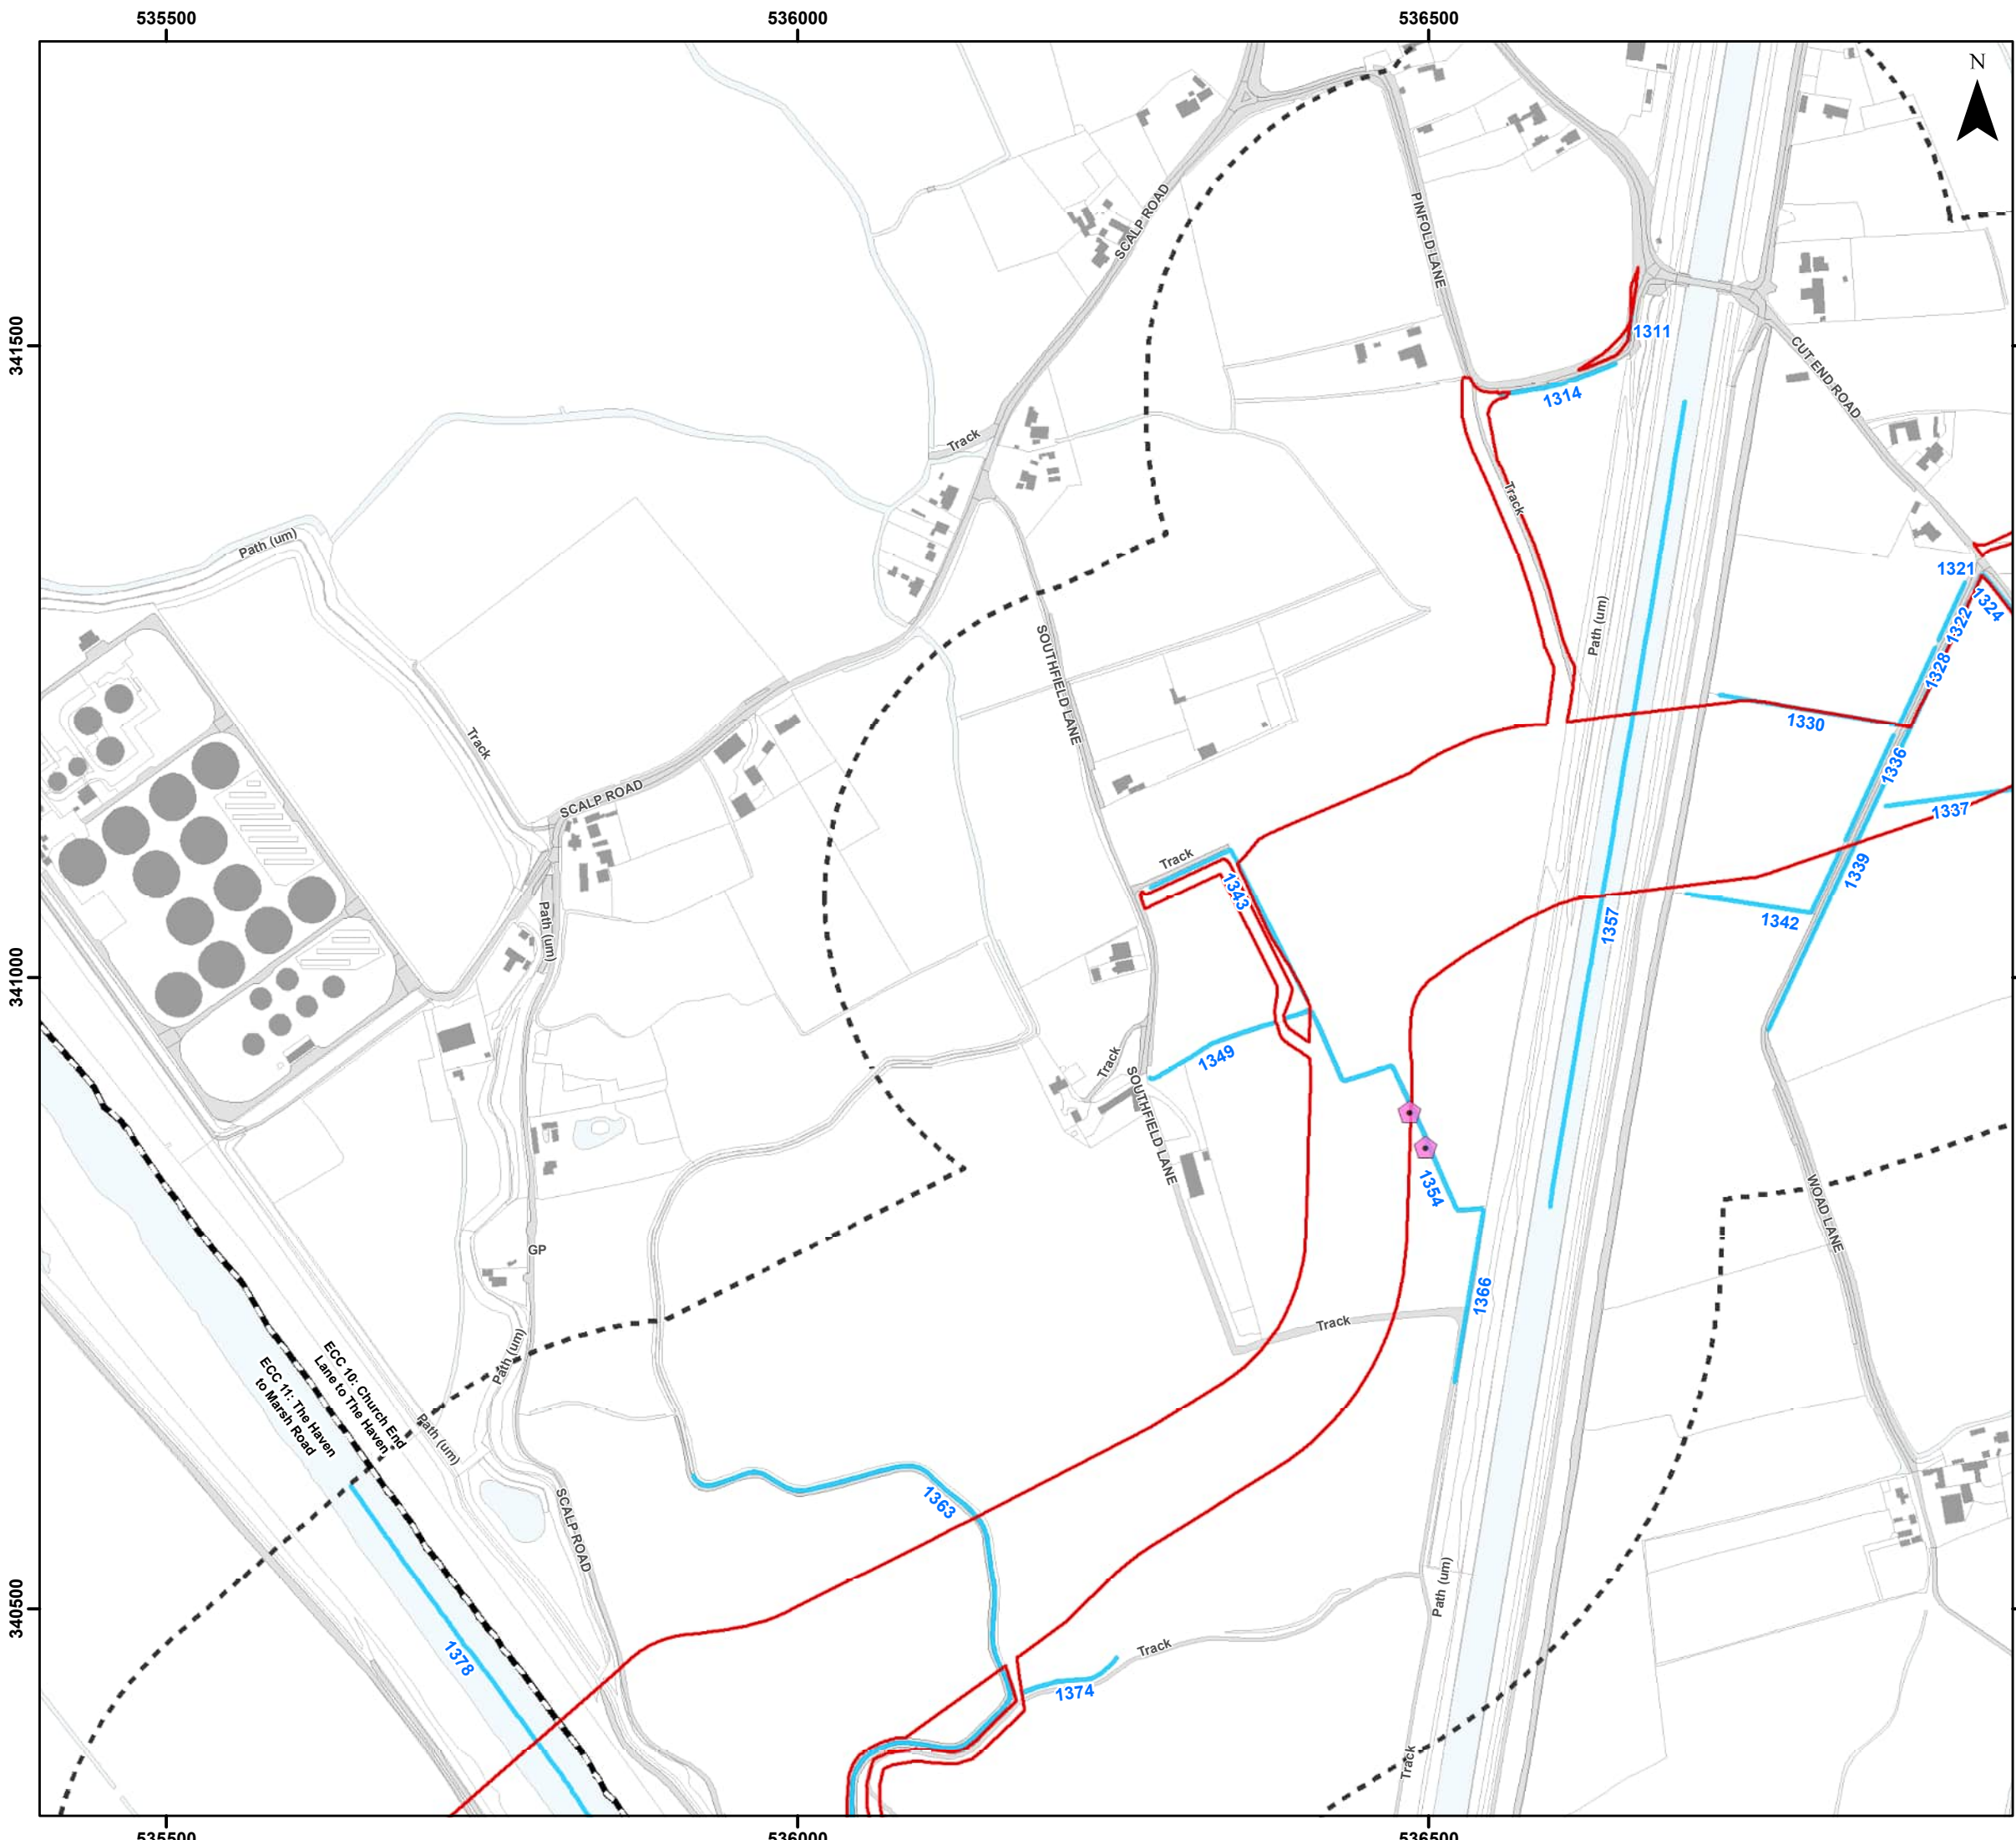 535500
536000
536500
N
SCALP ROAD
PINFOLD LANE
341500
1311
CUT END ROAD
1314
Track
Track
Path (um)
1321
1324
Path (um)
1322
SOUTHFIELD LANE
1328
Track
1330
SCALP ROAD
1336
1337
Track
1339
1343
Path (um)
1357
1342
341000
Track
1349
SOUTHFIELD LANE
1354
WOAD LANE
GP
1366
Track
Path (um)
ECC 10: Church End
Lane to The Haven
ECC 11: The Haven
to Marsh Road
Path (um)
1363
SCALP ROAD
340500
Path (um)
1378
Track
1374
Track
535500
536000
536500